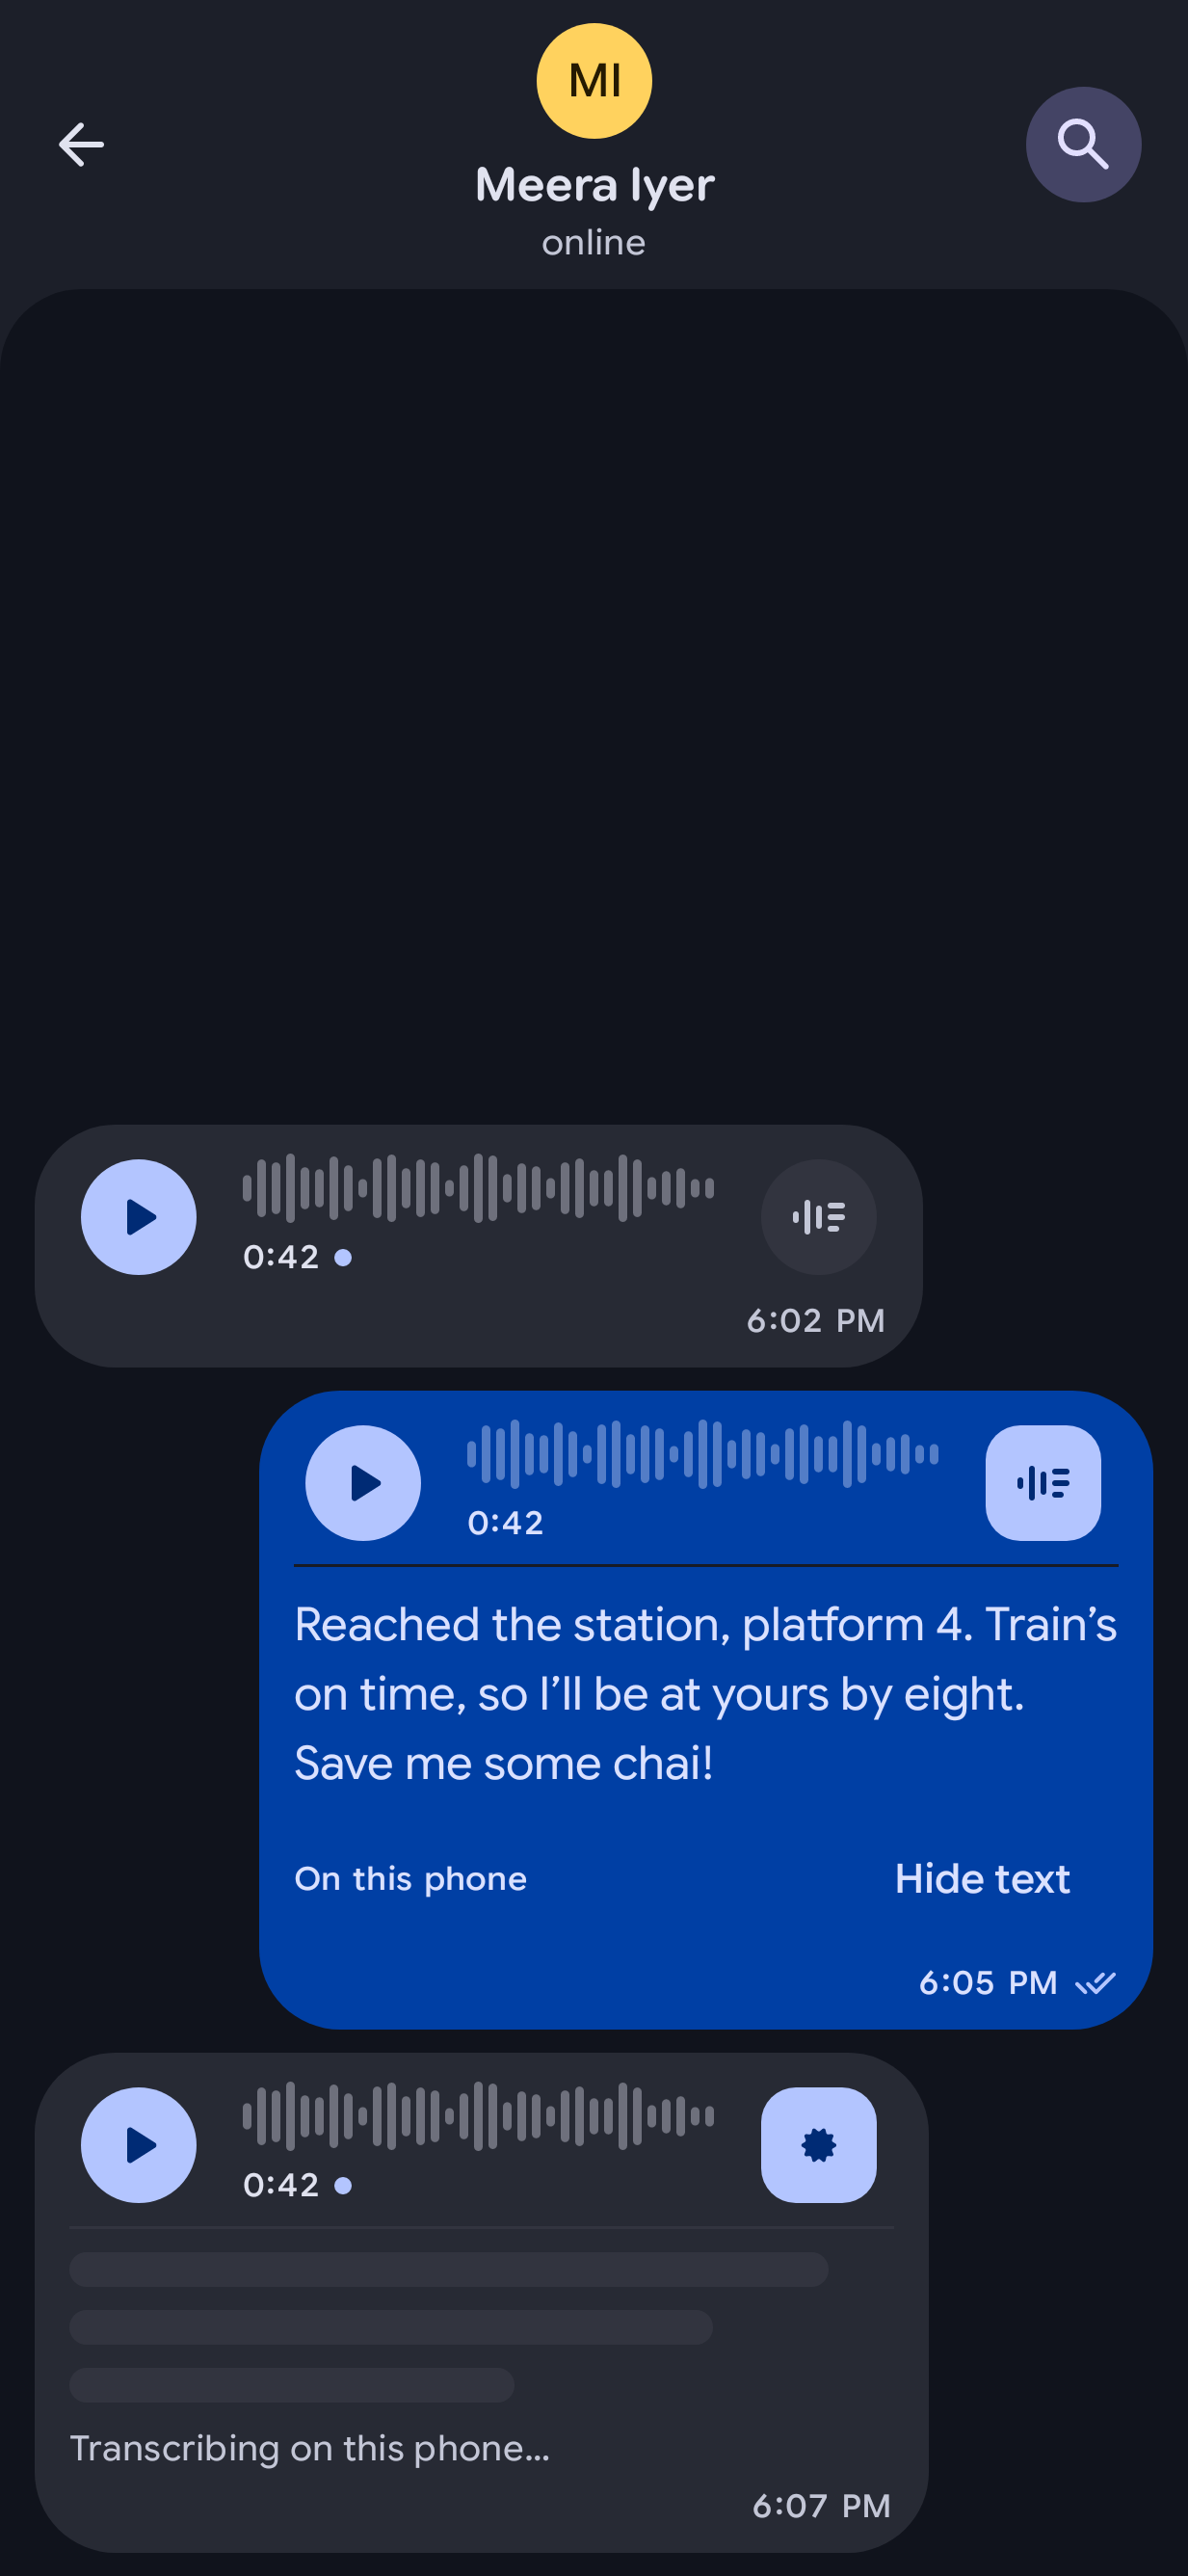 MI
Meera Iyer
online
0:42
6:02 PM
0:42
Reached the station, platform 4. Train’s
on time, so I’ll be at yours by eight.
Save me some chai!
On this phone
Hide text
6:05 PM
0:42
Transcribing on this phone…
6:07 PM